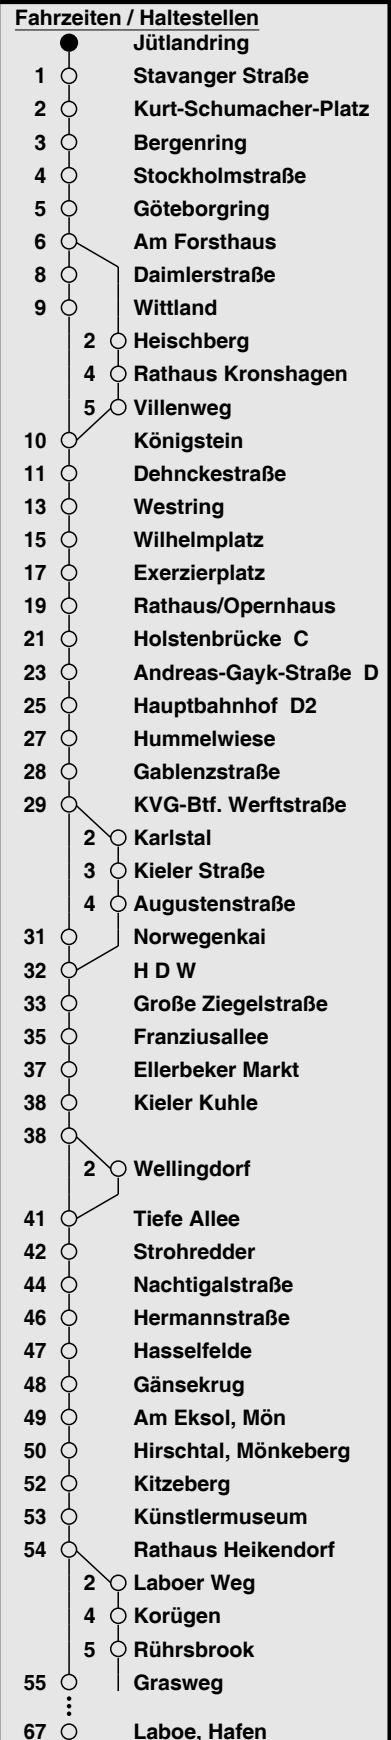 Fahrzeiten / Haltestellen
Jütlandring
1 Stavanger Straße
2 Kurt-Schumacher-Platz
3 Bergenring
4 Stockholmstraße
5 Göteborgring
6 Am Forsthaus
8 Daimlerstraße
9 Wittland
2 Heischberg
4 Rathaus Kronshagen
5 Villenweg
10 Königstein
11 Dehnckestraße
13 Westring
15 Wilhelmplatz
17 Exerzierplatz
19 Rathaus/Opernhaus
21 Holstenbrücke C
23 Andreas-Gayk-Straße D
25 Hauptbahnhof D2
27 Hummelwiese
28 Gablenzstraße
29 KVG-Btf. Werftstraße
2 Karlstal
3 Kieler Straße
4 Augustenstraße
31 Norwegenkai
32 H D W
33 Große Ziegelstraße
35 Franziusallee
37 Ellerbeker Markt
38 Kieler Kuhle
38
2 Wellingdorf
41 Tiefe Allee
42 Strohredder
44 Nachtigalstraße
46 Hermannstraße
47 Hasselfelde
48 Gänsekrug
49 Am Eksol, Mön
50 Hirschtal, Mönkeberg
52 Kitzeberg
53 Künstlermuseum
54 Rathaus Heikendorf
2 Laboer Weg
4 Korügen
5 Rührsbrook
55 Grasweg
67 Laboe, Hafen